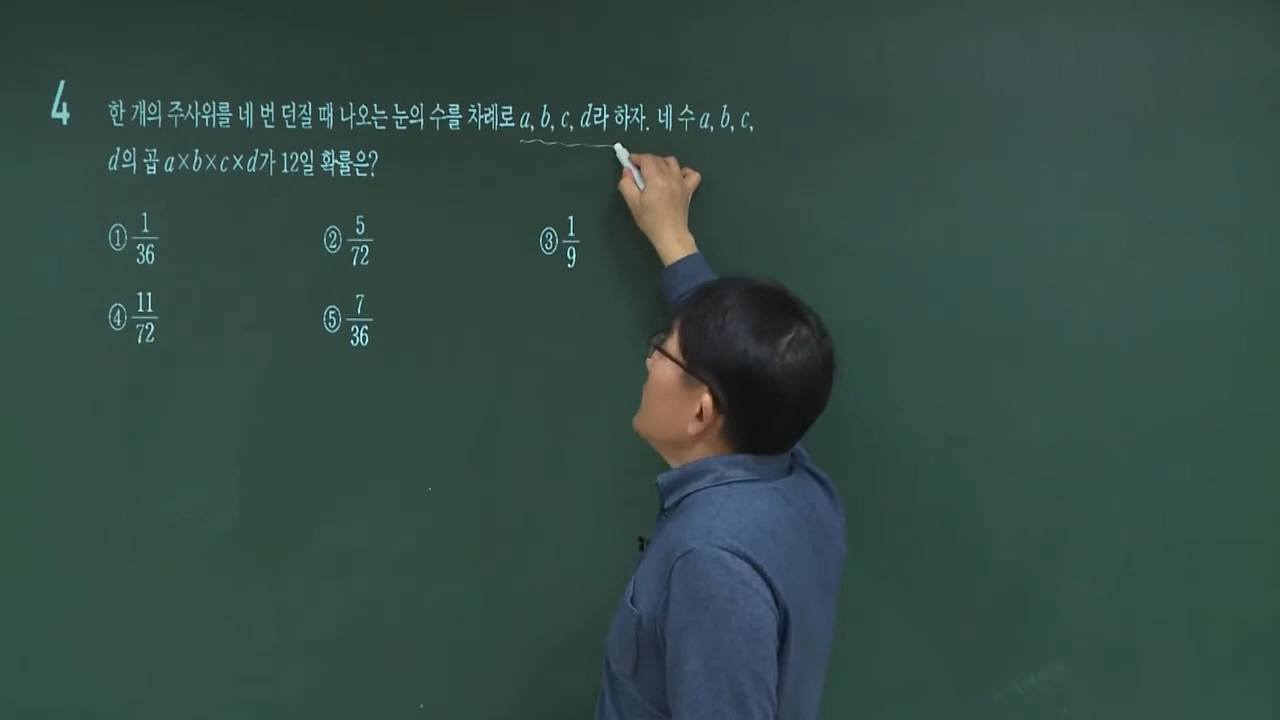 4
한 개의 주사위를 네 번 던질 때 나오는 눈의 수를 차례로 a, b, c, d라 하자. 네 수 a, b, c,
d의 곱 a×b×c×d가 12일 확률은?
① 1/36 ② 5/72 ③ 1/9
④ 11/72 ⑤ 7/36